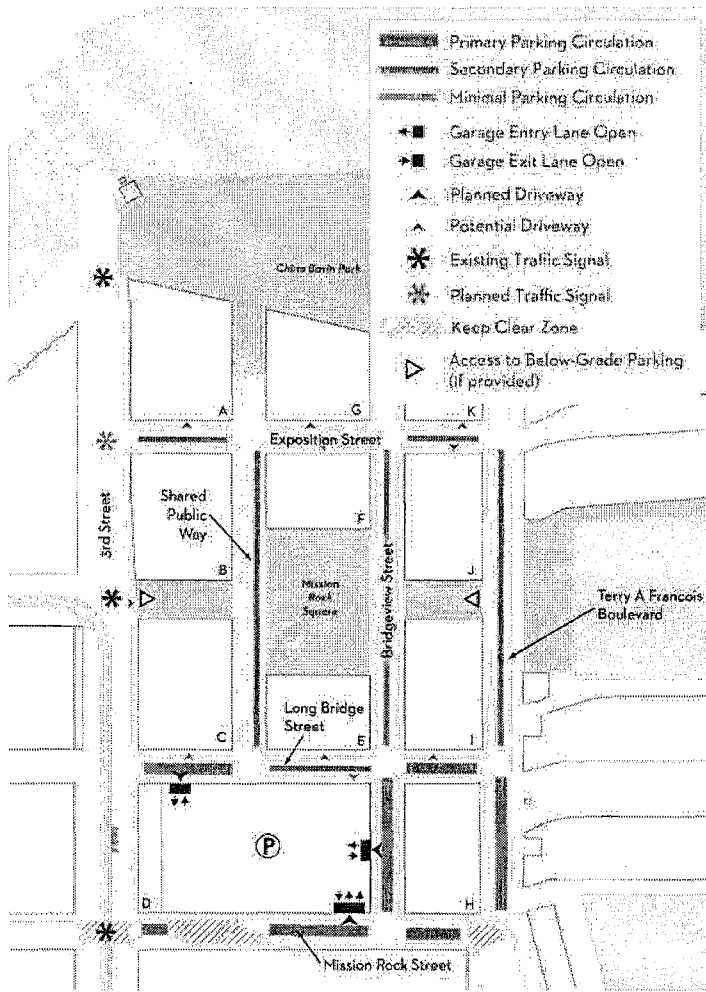 Primary Parking Circulation
Secondary Parking Circulation
Minimal Parking Circulation
Garage Entry Lane Open
Garage Exit Lane Open
Planned Driveway
Potential Driveway
Existing Traffic Signal
Planned Traffic Signal
Keep Clear Zone
Access to Below-Grade Parking
(if provided)
China Basin Park
A
G
K
Exposition Street
3rd Street
Shared
Public
Way
B
F
Mission
Rock
Square
Bridgeview Street
J
Terry A Francois
Boulevard
C
Long Bridge
Street
E
I
P
D
H
Mission Rock Street